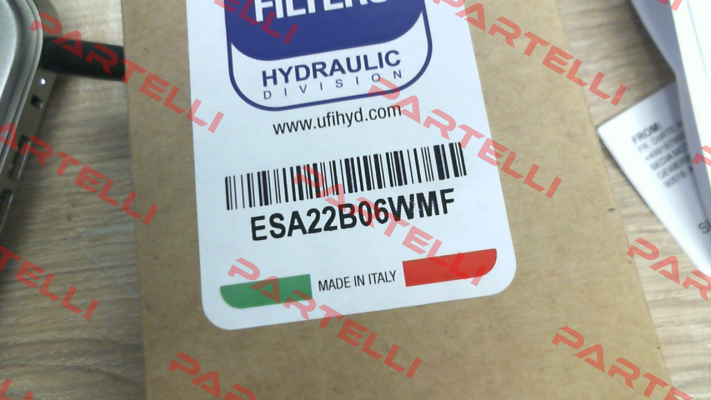 FILTERS
HYDRAULIC
DIVISION
www.ufihyd.com
ESA22B06WMF
MADE IN ITALY
FROM:
PARTELLI
PARTELLI
PARTELLI
PARTELLI
PARTELLI
PARTELLI
PARTELLI
PARTELLI
PARTELLI